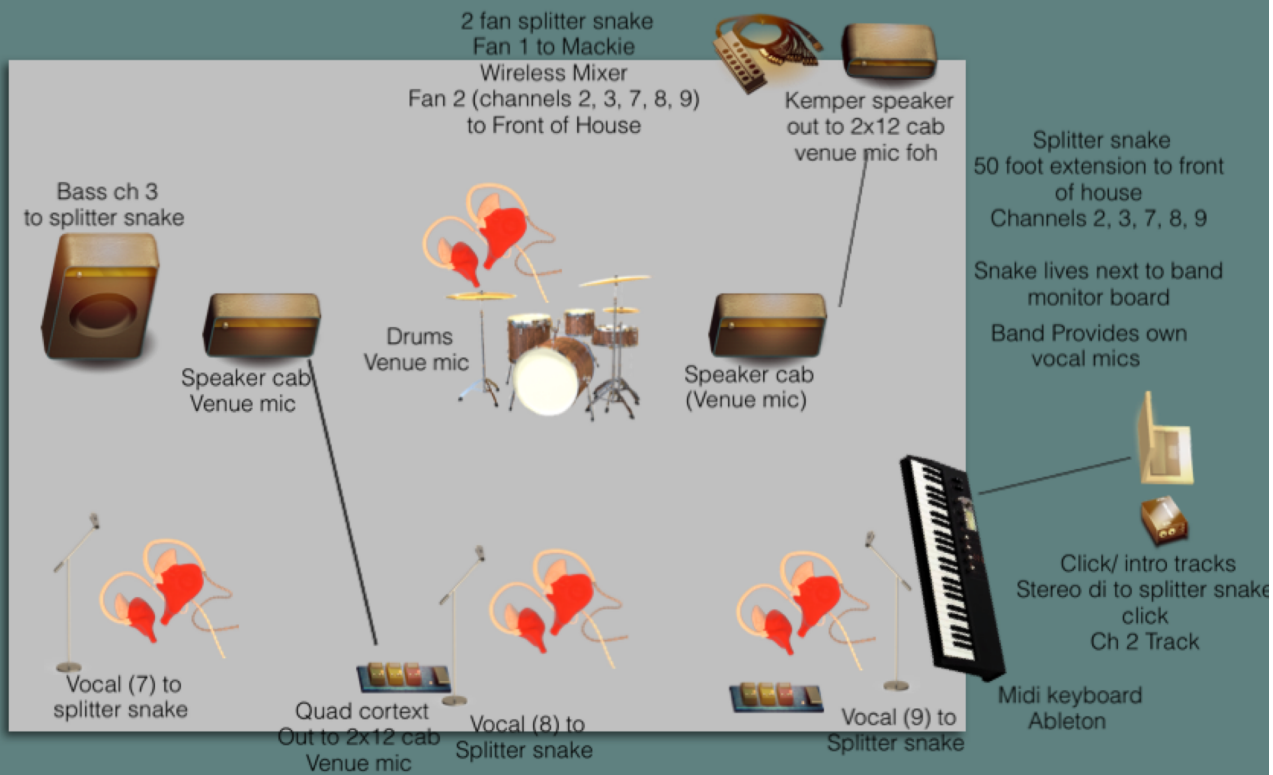 2 fan splitter snake
Fan 1 to Mackie
Wireless Mixer
Fan 2 (channels 2, 3, 7, 8, 9)
to Front of House
Kemper speaker
out to 2x12 cab
venue mic foh
Splitter snake
50 foot extension to front
of house
Channels 2, 3, 7, 8, 9
Snake lives next to band
monitor board
Band Provides own
vocal mics
Bass ch 3
to splitter snake
Speaker cab
Venue mic
Drums
Venue mic
Speaker cab
(Venue mic)
Click/ intro tracks
Stereo di to splitter snake
click
Ch 2 Track
Vocal (7) to
splitter snake
Quad cortext
Out to 2x12 cab
Venue mic
Vocal (8) to
Splitter snake
Vocal (9) to
Splitter snake
Midi keyboard
Ableton